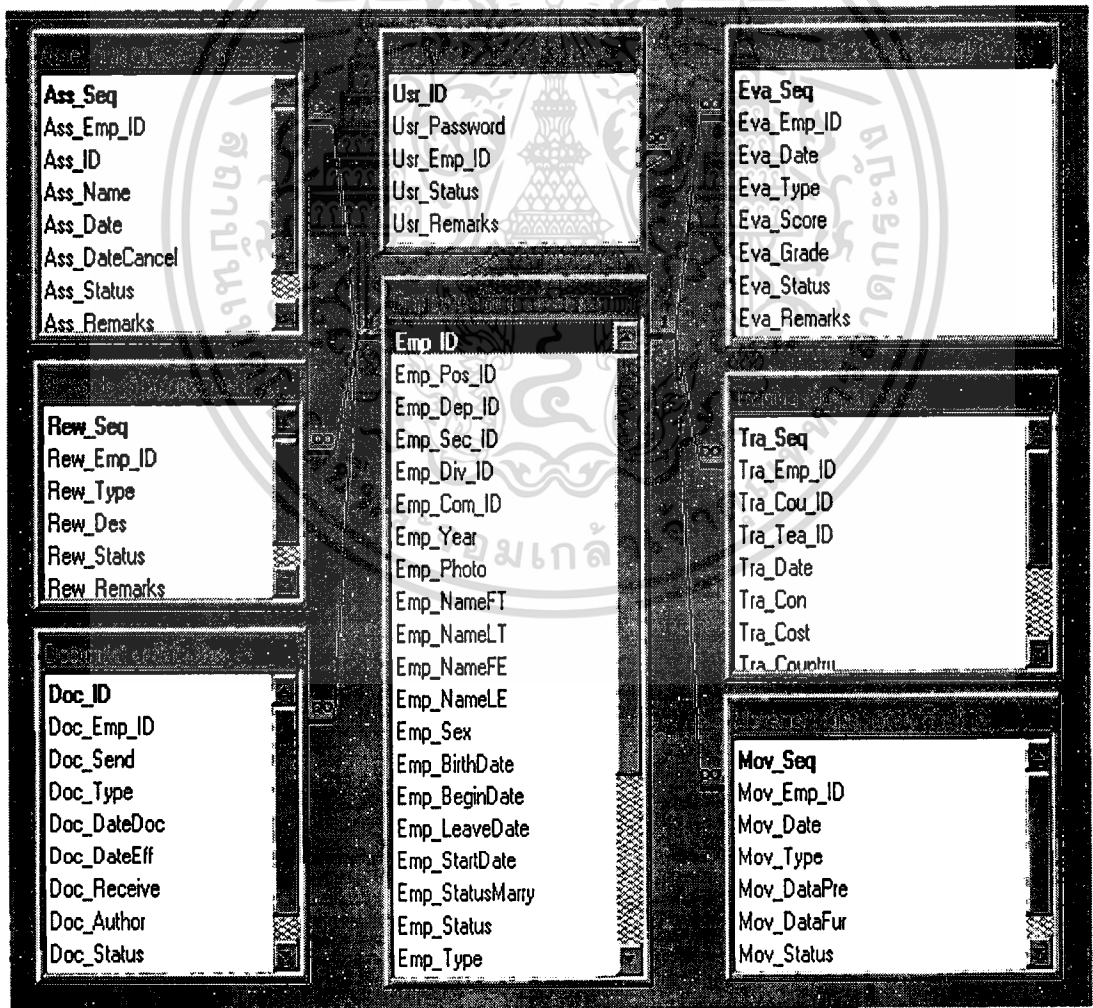 Ass_Seq
Ass_Emp_ID
Ass_ID
Ass_Name
Ass_Date
Ass_DateCancel
Ass_Status
Ass_Remarks
Usr_ID
Usr_Password
Usr_Emp_ID
Usr_Status
Usr_Remarks
Eva_Seq
Eva_Emp_ID
Eva_Date
Eva_Type
Eva_Score
Eva_Grade
Eva_Status
Eva_Remarks
Rew_Seq
Rew_Emp_ID
Rew_Type
Rew_Des
Rew_Status
Rew_Remarks
Emp_ID
Emp_Pos_ID
Emp_Dep_ID
Emp_Sec_ID
Emp_Div_ID
Emp_Com_ID
Emp_Year
Emp_Photo
Emp_NameFT
Emp_NameLT
Emp_NameFE
Emp_NameLE
Emp_Sex
Emp_BirthDate
Emp_BeginDate
Emp_LeaveDate
Emp_StartDate
Emp_StatusMarry
Emp_Status
Emp_Type
Tra_Seq
Tra_Emp_ID
Tra_Cou_ID
Tra_Tea_ID
Tra_Date
Tra_Con
Tra_Cost
Tra_Country
Doc_ID
Doc_Emp_ID
Doc_Send
Doc_Type
Doc_DateDoc
Doc_DateEff
Doc_Receive
Doc_Author
Doc_Status
Mov_Seq
Mov_Emp_ID
Mov_Date
Mov_Type
Mov_DataPre
Mov_DataFur
Mov_Status